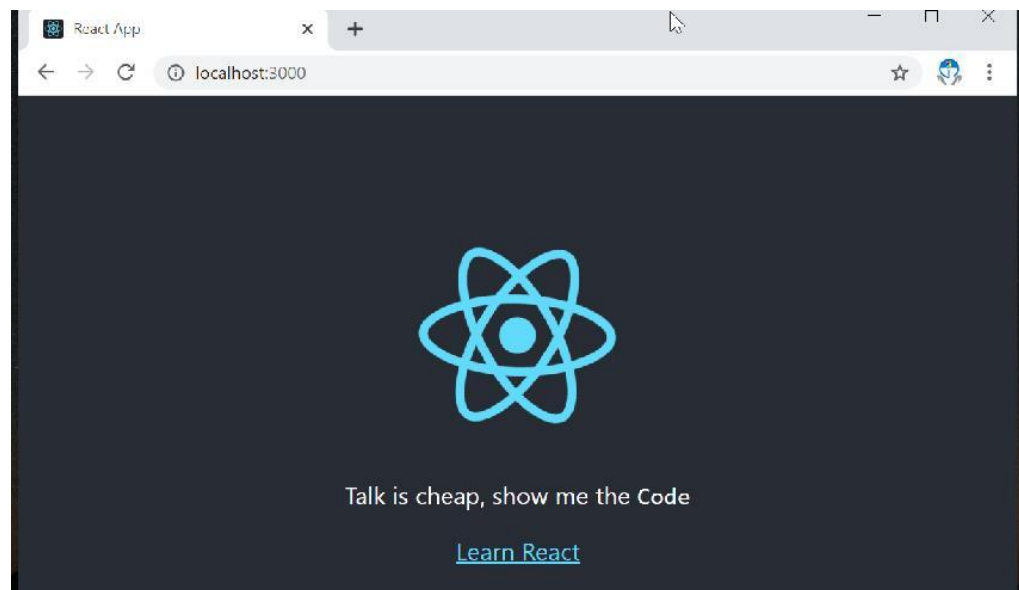 React App
localhost:3000
Talk is cheap, show me the Code
Learn React